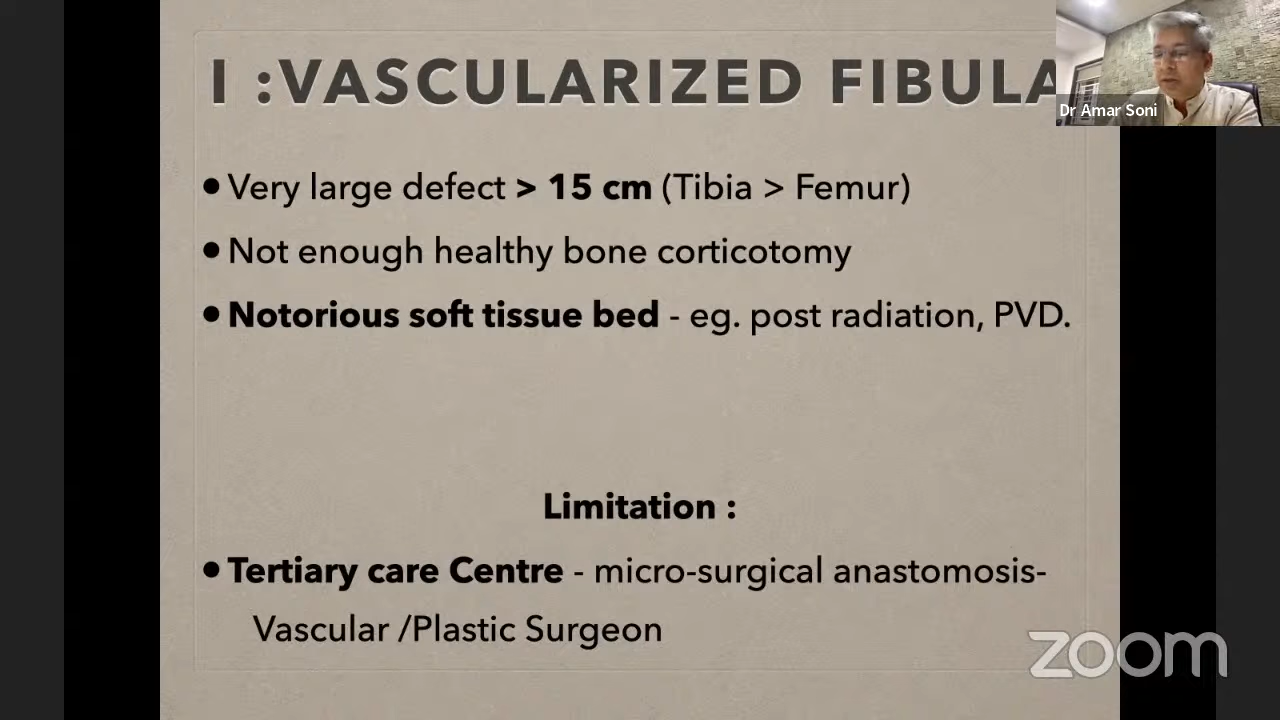 I :VASCULARIZED FIBULA
Dr Amar Soni
• Very large defect > 15 cm (Tibia > Femur)
• Not enough healthy bone corticotomy
• Notorious soft tissue bed - eg. post radiation, PVD.
Limitation :
• Tertiary care Centre - micro-surgical anastomosis-
Vascular /Plastic Surgeon
zoom